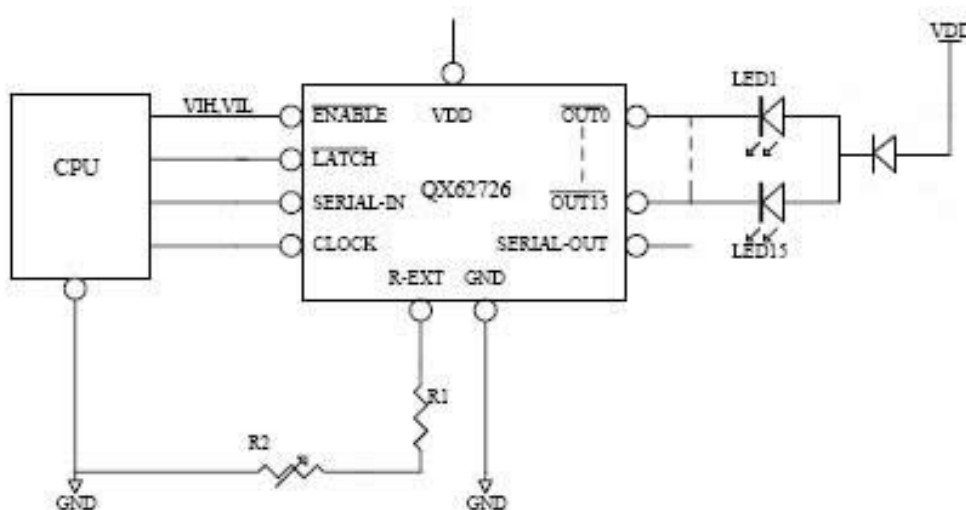 VDD
LED1
VIH,VIL
ENABLE
VDD
OUT0
CPU
LATCH
QX62726
SERIAL-IN
OUT15
CLOCK
SERIAL-OUT
LED15
R-EXT
GND
R1
R2
GND
GND